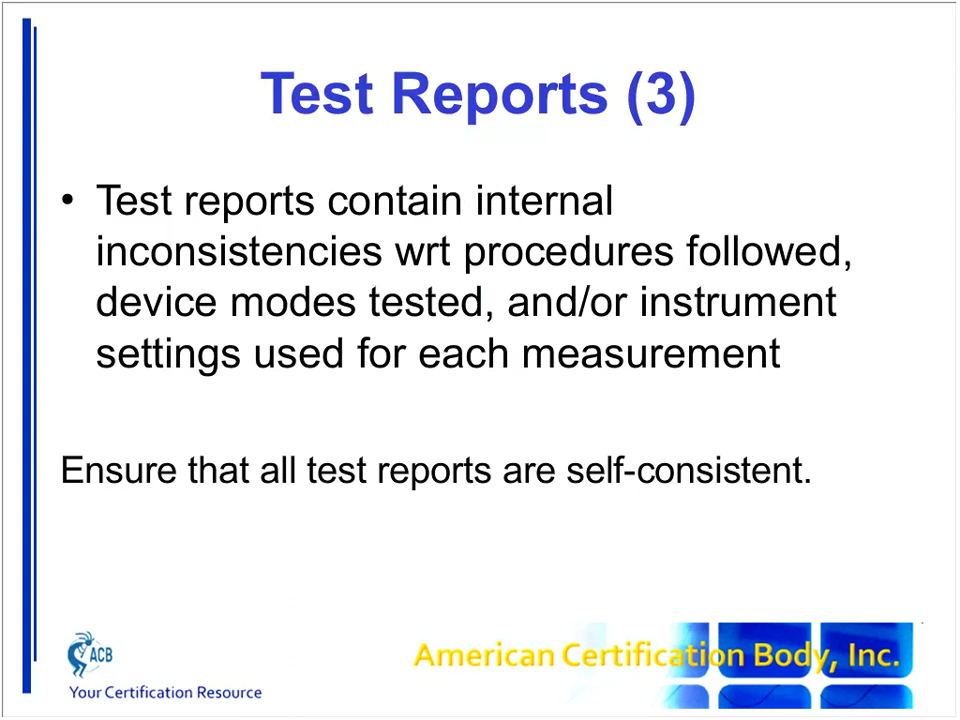 Test Reports (3)
• Test reports contain internal
inconsistencies wrt procedures followed,
device modes tested, and/or instrument
settings used for each measurement
Ensure that all test reports are self-consistent.
ACB
Your Certification Resource
American Certification Body, Inc.